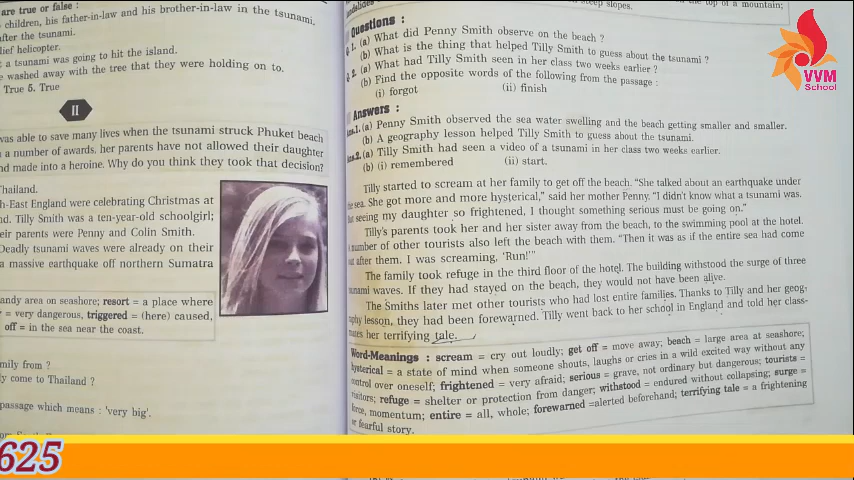 are true or false :
children, his father-in-law and his brother-in-law in the tsunami.
after the tsunami.
lief helicopter.
t a tsunami was going to hit the island.
e washed away with the tree that they were holding on to.
True 5. True
II
was able to save many lives when the tsunami struck Phuket beach
a number of awards, her parents have not allowed their daughter
nd made into a heroine. Why do you think they took that decision?
Thailand.
h-East England were celebrating Christmas at
nd. Tilly Smith was a ten-year-old schoolgirl;
eir parents were Penny and Colin Smith.
Deadly tsunami waves were already on their
a massive earthquake off northern Sumatra
andy area on seashore; resort = a place where
= very dangerous, triggered = (here) caused,
off = in the sea near the coast.
mily from ?
ly come to Thailand ?
passage which means : 'very big'.
steep slopes.
top of a mountain;
Questions :
1. (a) What did Penny Smith observe on the beach ?
(b) What is the thing that helped Tilly Smith to guess about the tsunami ?
2. (a) What had Tilly Smith seen in her class two weeks earlier ?
(b) Find the opposite words of the following from the passage :
(i) forgot (ii) finish
Answers :
Ans.1. (a) Penny Smith observed the sea water swelling and the beach getting smaller and smaller.
(b) A geography lesson helped Tilly Smith to guess about the tsunami.
Ans.2. (a) Tilly Smith had seen a video of a tsunami in her class two weeks earlier.
(b) (i) remembered (ii) start.
Tilly started to scream at her family to get off the beach. “She talked about an earthquake under
the sea. She got more and more hysterical,” said her mother Penny. “I didn't know what a tsunami was.
But seeing my daughter so frightened, I thought something serious must be going on.”
Tilly's parents took her and her sister away from the beach, to the swimming pool at the hotel.
A number of other tourists also left the beach with them. “Then it was as if the entire sea had come
out after them. I was screaming, 'Run!'”
The family took refuge in the third floor of the hotel. The building withstood the surge of three
tsunami waves. If they had stayed on the beach, they would not have been alive.
The Smiths later met other tourists who had lost entire families. Thanks to Tilly and her geog-
raphy lesson, they had been forewarned. Tilly went back to her school in England and told her class-
mates her terrifying tale.
Word-Meanings : scream = cry out loudly; get off = move away; beach = large area at seashore;
hysterical = a state of mind when someone shouts, laughs or cries in a wild excited way without any
control over oneself; frightened = very afraid; serious = grave, not ordinary but dangerous; tourists =
visitors; refuge = shelter or protection from danger; withstood = endured without collapsing; surge =
force, momentum; entire = all, whole; forewarned =alerted beforehand; terrifying tale = a frightening
or fearful story.
VVM
School
625